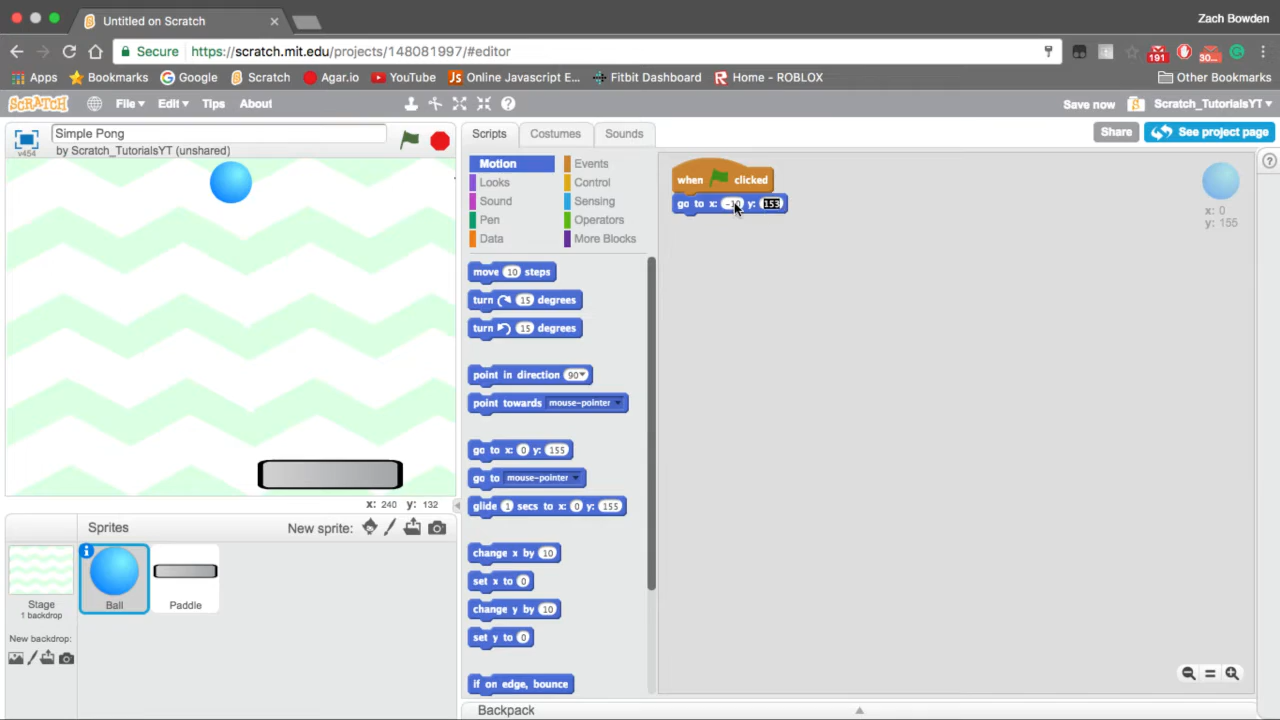 Untitled on Scratch
Zach Bowden
Secure https://scratch.mit.edu/projects/148081997/#editor
191
30...
Apps Bookmarks Google Scratch Agar.io YouTube Online Javascript E... Fitbit Dashboard Home - ROBLOX Other Bookmarks
SCRATCH File Edit Tips About Save now Scratch_TutorialsYT
Simple Pong
v454
by Scratch_TutorialsYT (unshared)
Scripts Costumes Sounds
Share See project page
Motion Events
Looks Control
Sound Sensing
Pen Operators
Data More Blocks
move 10 steps
turn 15 degrees
turn 15 degrees
point in direction 90
point towards mouse-pointer
go to x: 0 y: 155
go to mouse-pointer
glide 1 secs to x: 0 y: 155
change x by 10
set x to 0
change y by 10
set y to 0
if on edge, bounce
when clicked
go to x: y: 153
x: 0
y: 155
x: 240 y: 132
Sprites New sprite:
Stage
1 backdrop
New backdrop:
Ball
Paddle
Backpack